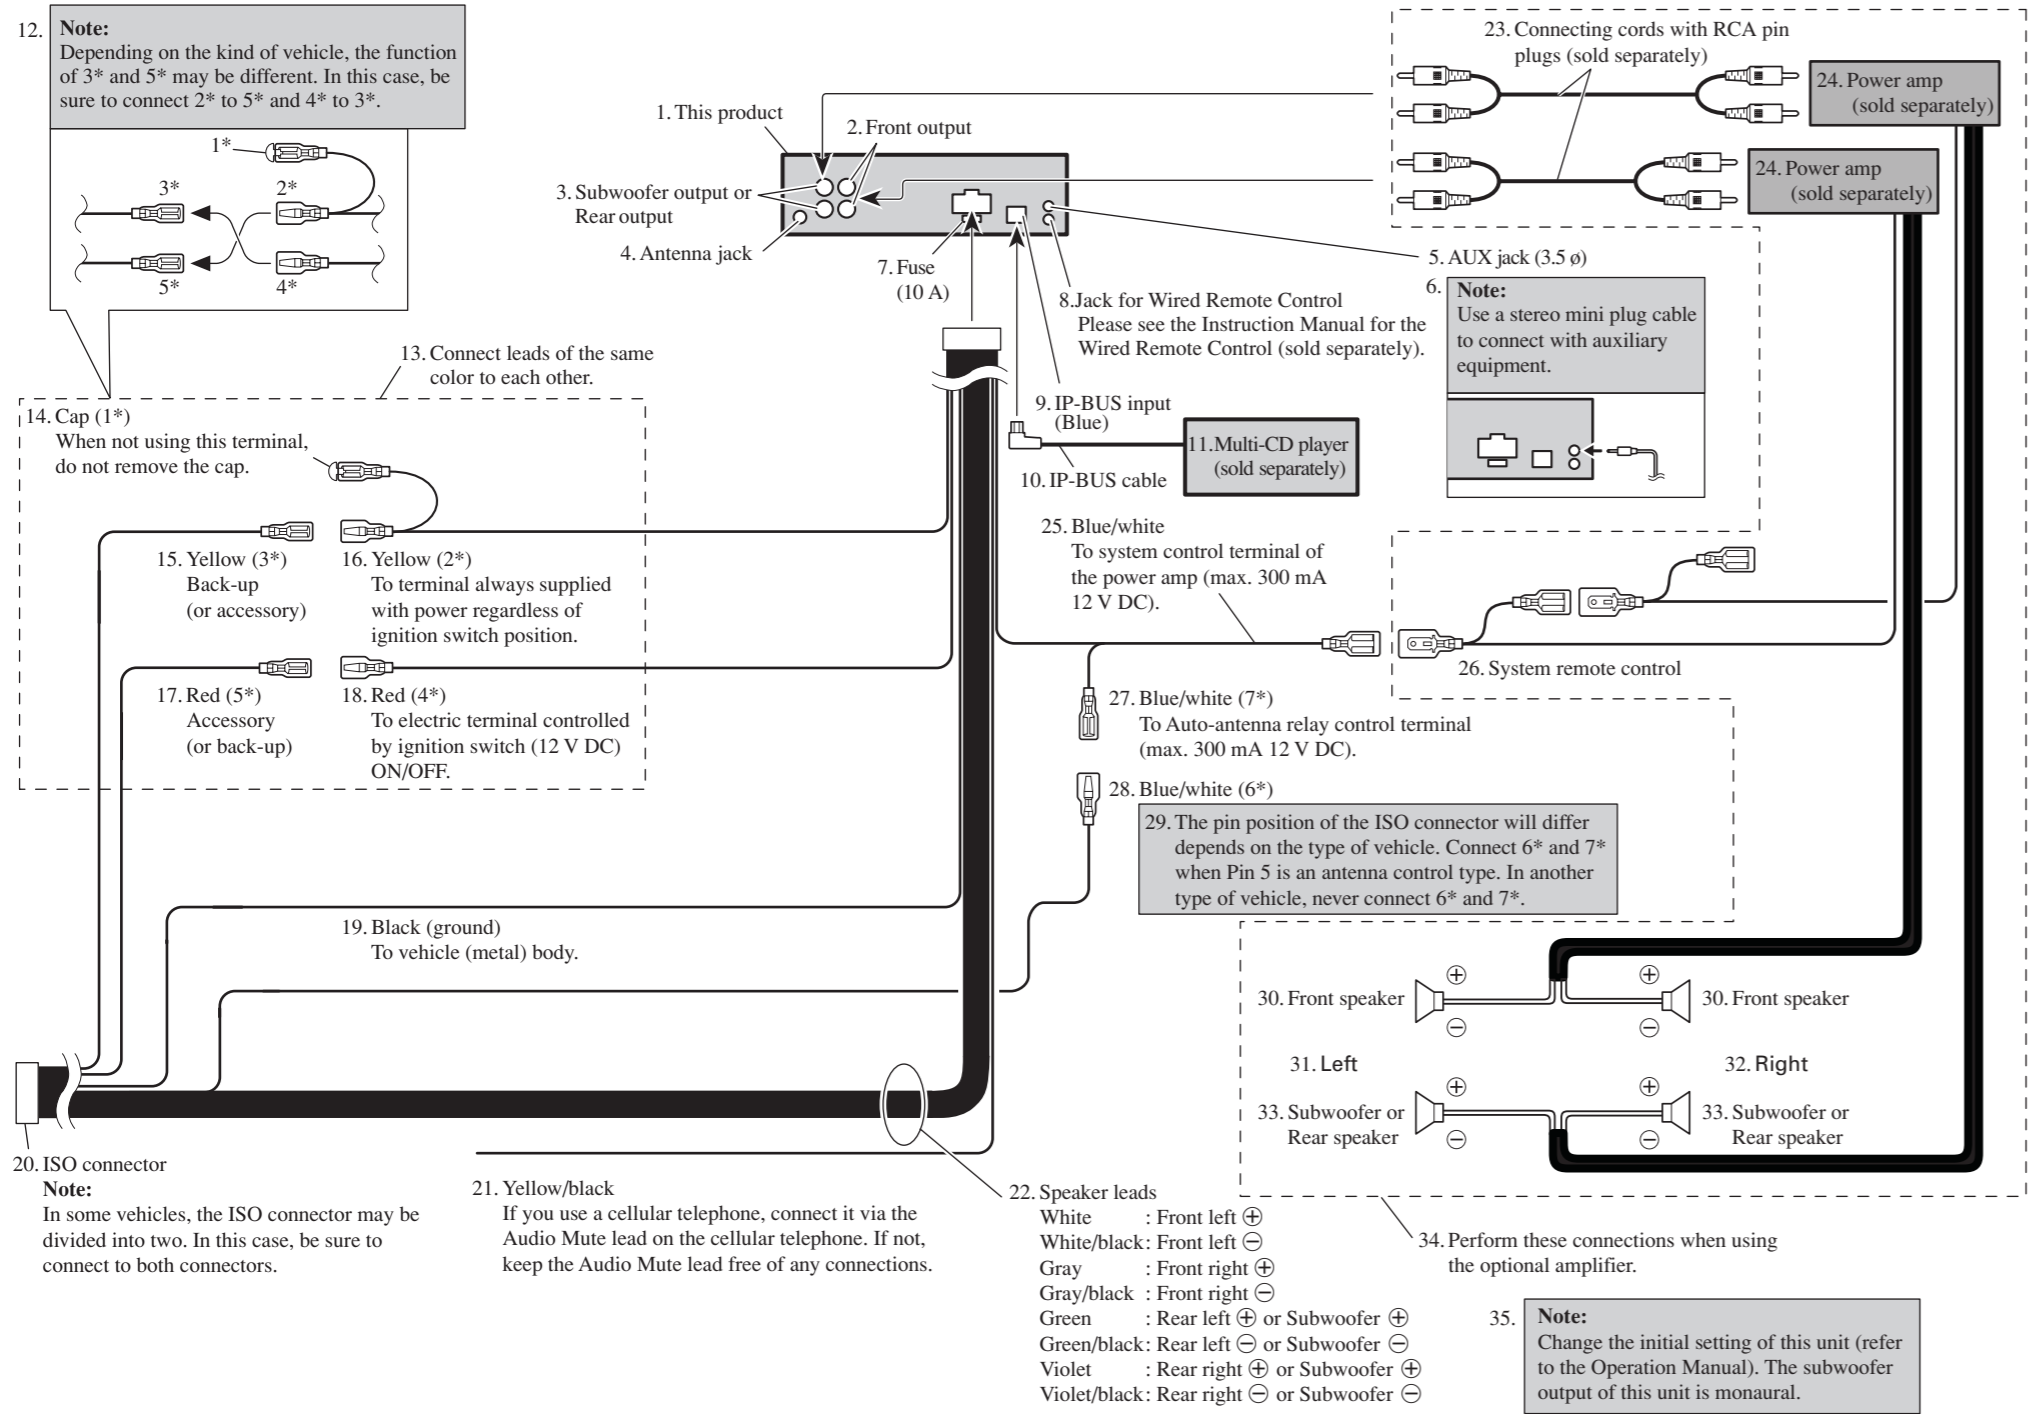 12. Note:
Depending on the kind of vehicle, the function
of 3* and 5* may be different. In this case, be
sure to connect 2* to 5* and 4* to 3*.
1*
3*
2*
5*
4*
1. This product
2. Front output
3. Subwoofer output or
Rear output
4. Antenna jack
7. Fuse
(10 A)
5. AUX jack (3.5 ø)
6. Note:
Use a stereo mini plug cable
to connect with auxiliary
equipment.
8.Jack for Wired Remote Control
Please see the Instruction Manual for the
Wired Remote Control (sold separately).
9. IP-BUS input
(Blue)
10. IP-BUS cable
11.Multi-CD player
(sold separately)
13. Connect leads of the same
color to each other.
14. Cap (1*)
When not using this terminal,
do not remove the cap.
15. Yellow (3*)
Back-up
(or accessory)
16. Yellow (2*)
To terminal always supplied
with power regardless of
ignition switch position.
17. Red (5*)
Accessory
(or back-up)
18. Red (4*)
To electric terminal controlled
by ignition switch (12 V DC)
ON/OFF.
19. Black (ground)
To vehicle (metal) body.
20. ISO connector
Note:
In some vehicles, the ISO connector may be
divided into two. In this case, be sure to
connect to both connectors.
21. Yellow/black
If you use a cellular telephone, connect it via the
Audio Mute lead on the cellular telephone. If not,
keep the Audio Mute lead free of any connections.
22. Speaker leads
White : Front left ⊕
White/black: Front left ⊖
Gray : Front right ⊕
Gray/black : Front right ⊖
Green : Rear left ⊕ or Subwoofer ⊕
Green/black: Rear left ⊖ or Subwoofer ⊖
Violet : Rear right ⊕ or Subwoofer ⊕
Violet/black: Rear right ⊖ or Subwoofer ⊖
23. Connecting cords with RCA pin
plugs (sold separately)
24. Power amp
(sold separately)
24. Power amp
(sold separately)
25. Blue/white
To system control terminal of
the power amp (max. 300 mA
12 V DC).
26. System remote control
27. Blue/white (7*)
To Auto-antenna relay control terminal
(max. 300 mA 12 V DC).
28. Blue/white (6*)
29. The pin position of the ISO connector will differ
depends on the type of vehicle. Connect 6* and 7*
when Pin 5 is an antenna control type. In another
type of vehicle, never connect 6* and 7*.
⊕ ⊕
30. Front speaker
30. Front speaker
⊖ ⊖
31. Left
32. Right
⊕ ⊕
33. Subwoofer or
Rear speaker
33. Subwoofer or
Rear speaker
⊖ ⊖
34. Perform these connections when using
the optional amplifier.
35. Note:
Change the initial setting of this unit (refer
to the Operation Manual). The subwoofer
output of this unit is monaural.